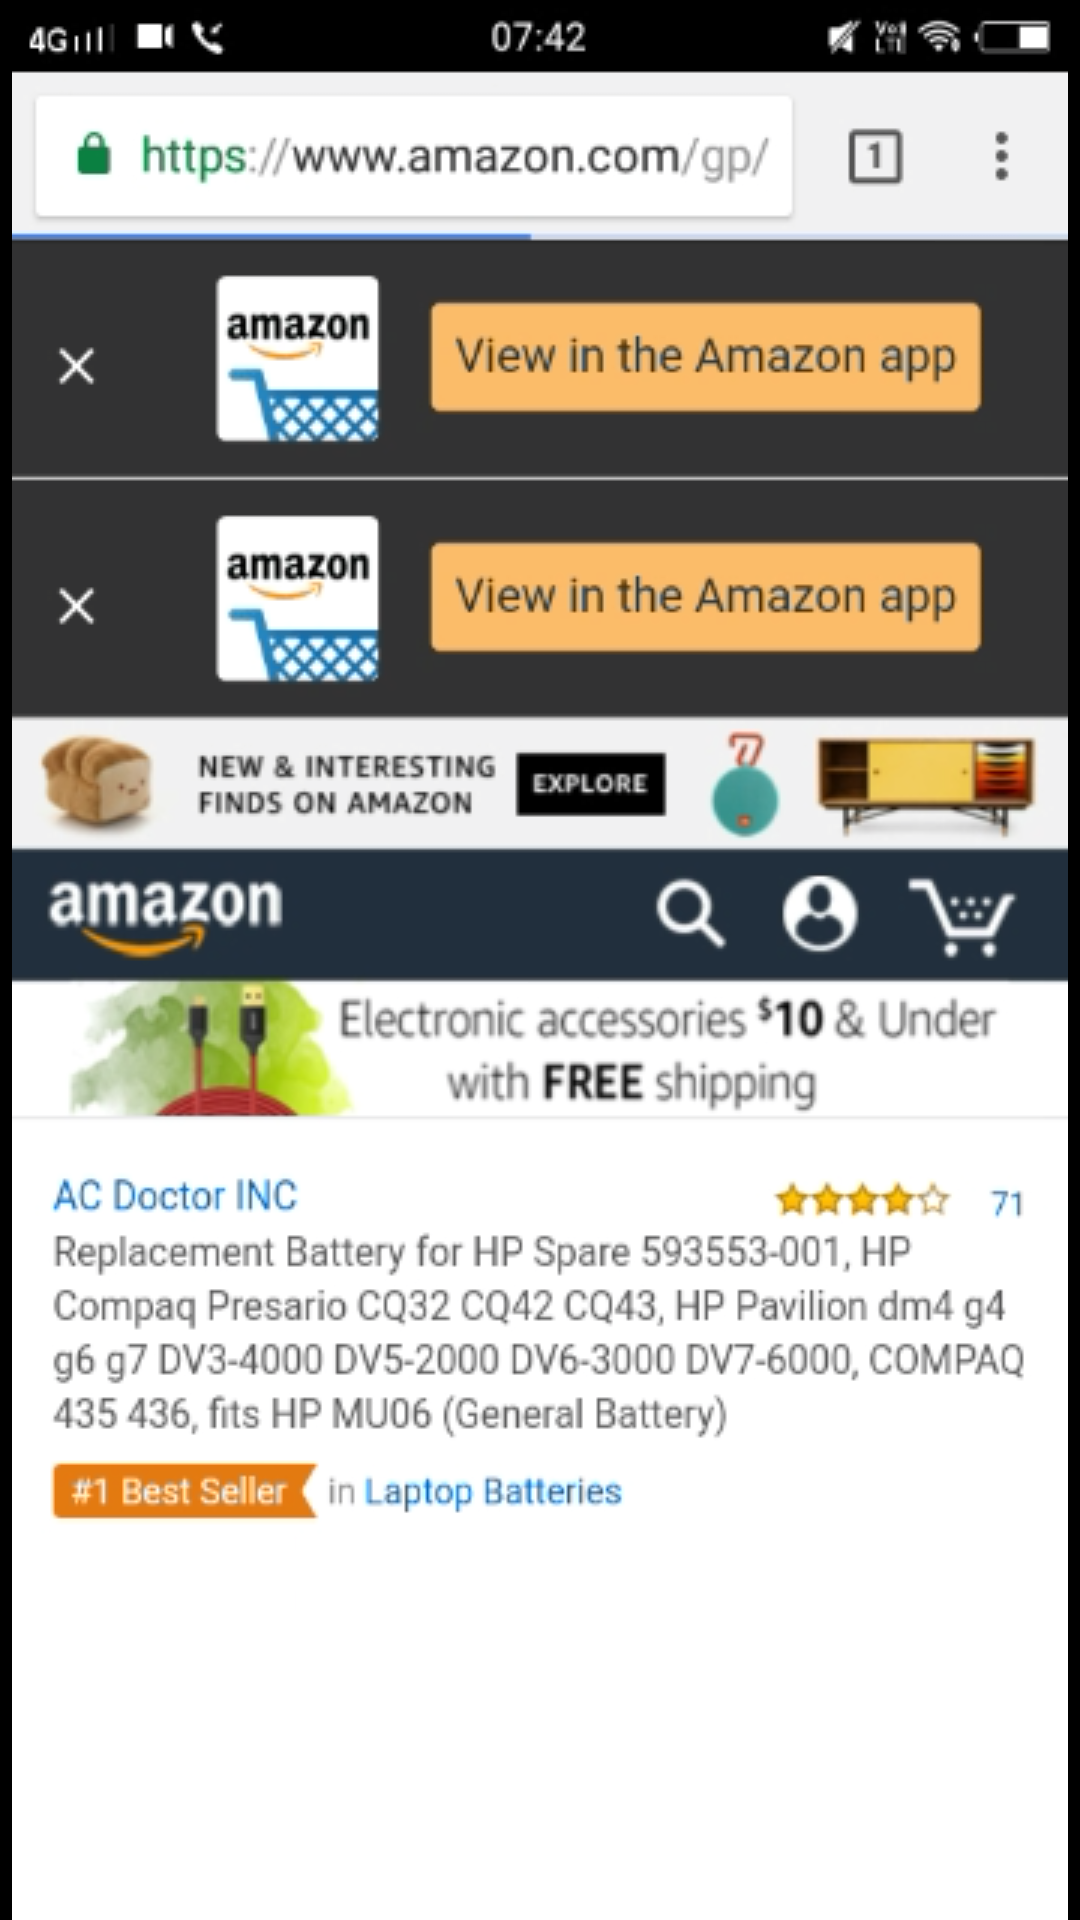 4G 07:42 VoLTE
https://www.amazon.com/gp/ 1
amazon
View in the Amazon app
amazon
View in the Amazon app
NEW & INTERESTING
FINDS ON AMAZON
EXPLORE
amazon
Electronic accessories $10 & Under
with FREE shipping
AC Doctor INC 71
Replacement Battery for HP Spare 593553-001, HP
Compaq Presario CQ32 CQ42 CQ43, HP Pavilion dm4 g4
g6 g7 DV3-4000 DV5-2000 DV6-3000 DV7-6000, COMPAQ
435 436, fits HP MU06 (General Battery)
#1 Best Seller in Laptop Batteries